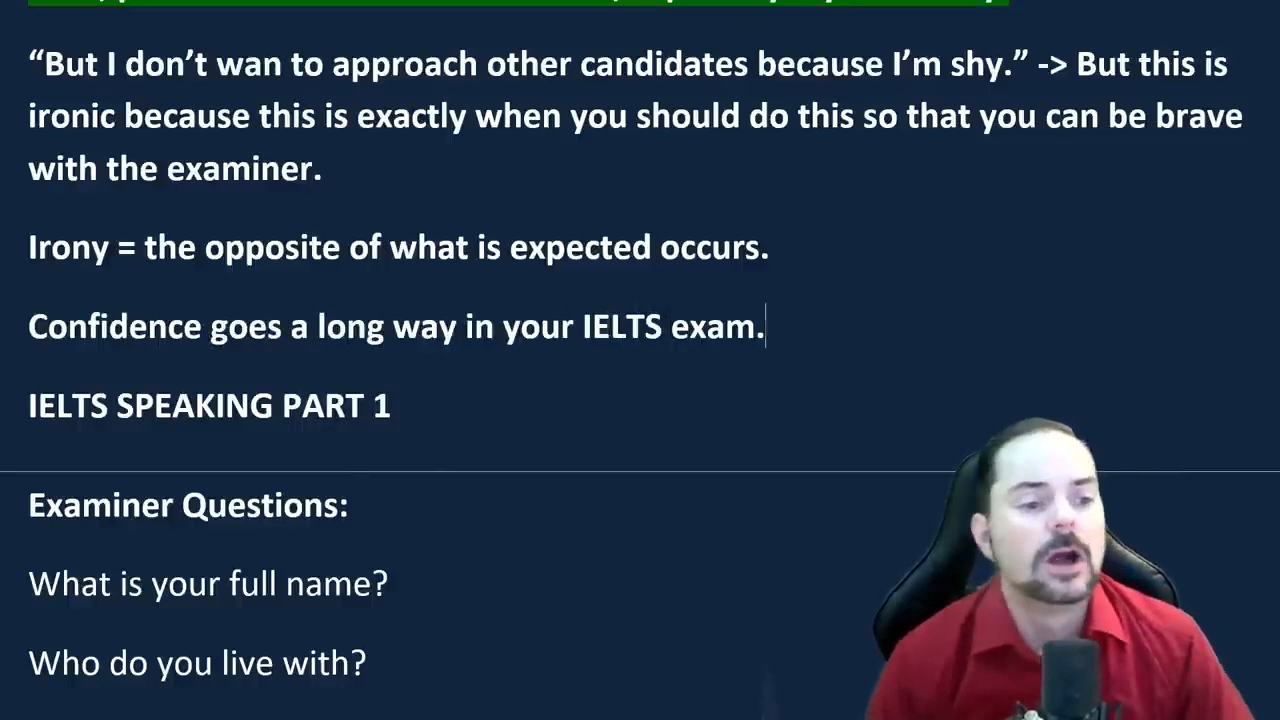 “But I don’t wan to approach other candidates because I’m shy.” -> But this is
ironic because this is exactly when you should do this so that you can be brave
with the examiner.
Irony = the opposite of what is expected occurs.
Confidence goes a long way in your IELTS exam.
IELTS SPEAKING PART 1
Examiner Questions:
What is your full name?
Who do you live with?